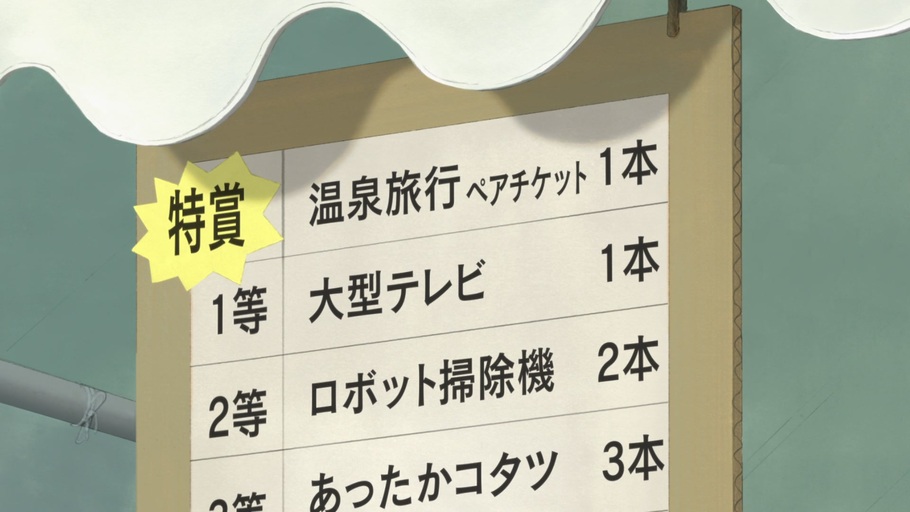 特賞 温泉旅行ペアチケット 1本
1等 大型テレビ 1本
2等 ロボット掃除機 2本
3等 あったかコタツ 3本